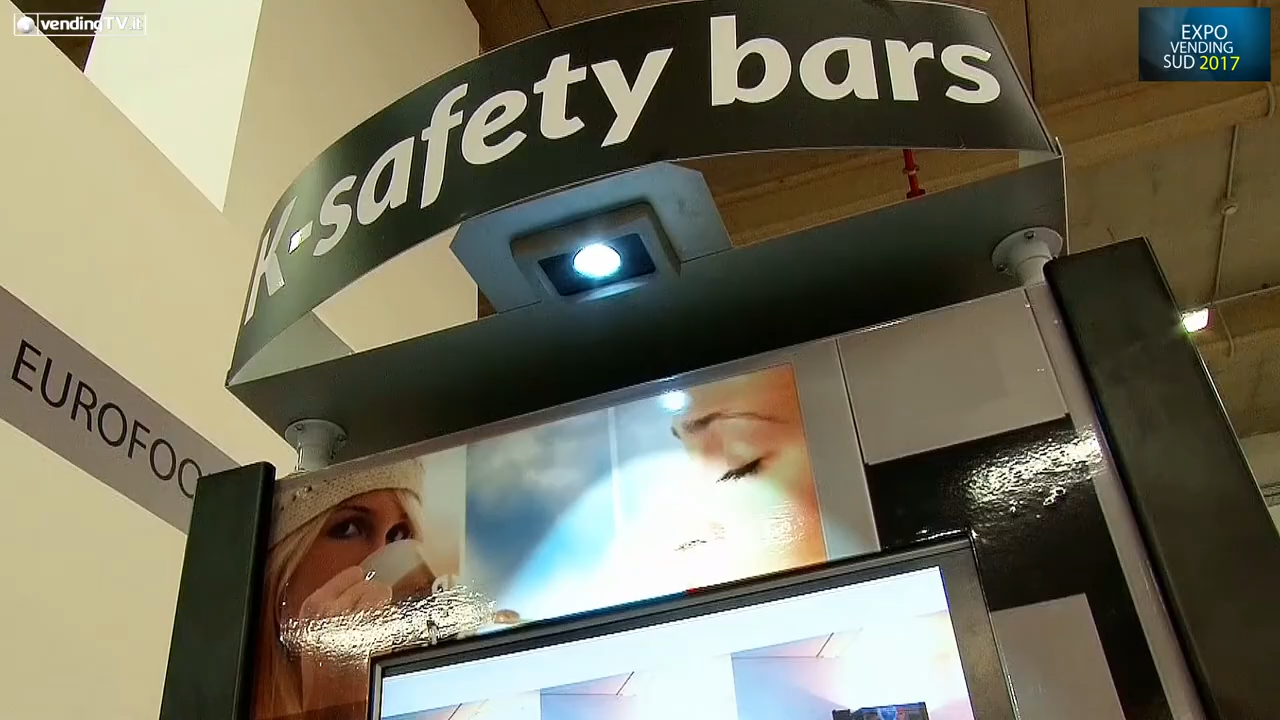 vendingTV.it
EXPO
VENDING
SUD 2017
K-safety bars
EUROFOO